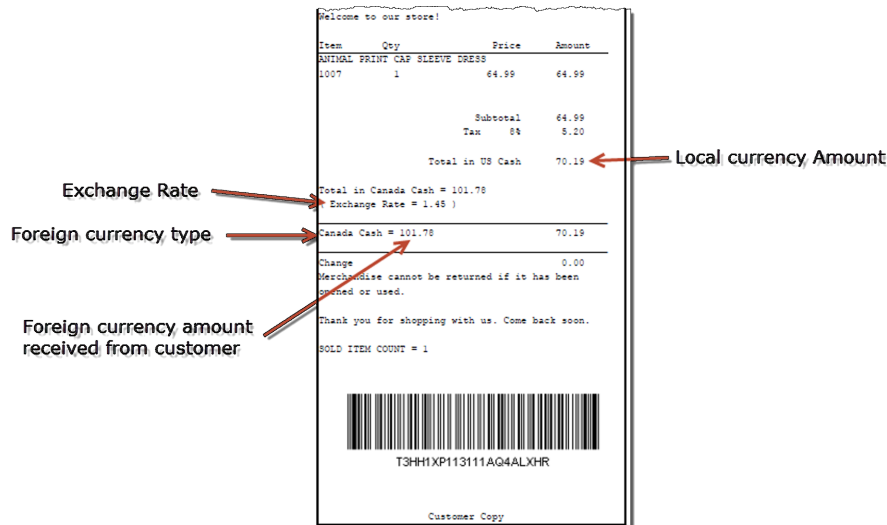 Welcome to our store!
Item Qty Price Amount
ANIMAL PRINT CAP SLEEVE DRESS
1007 1 64.99 64.99
Subtotal 64.99
Tax 8% 5.20
Total in US Cash 70.19
Local currency Amount
Exchange Rate
Total in Canada Cash = 101.78
( Exchange Rate = 1.45 )
Foreign currency type
Canada Cash = 101.78 70.19
Change 0.00
Merchandise cannot be returned if it has been
opened or used.
Foreign currency amount
received from customer
Thank you for shopping with us. Come back soon.
SOLD ITEM COUNT = 1
T3HH1XP113111AQ4ALXHR
Customer Copy